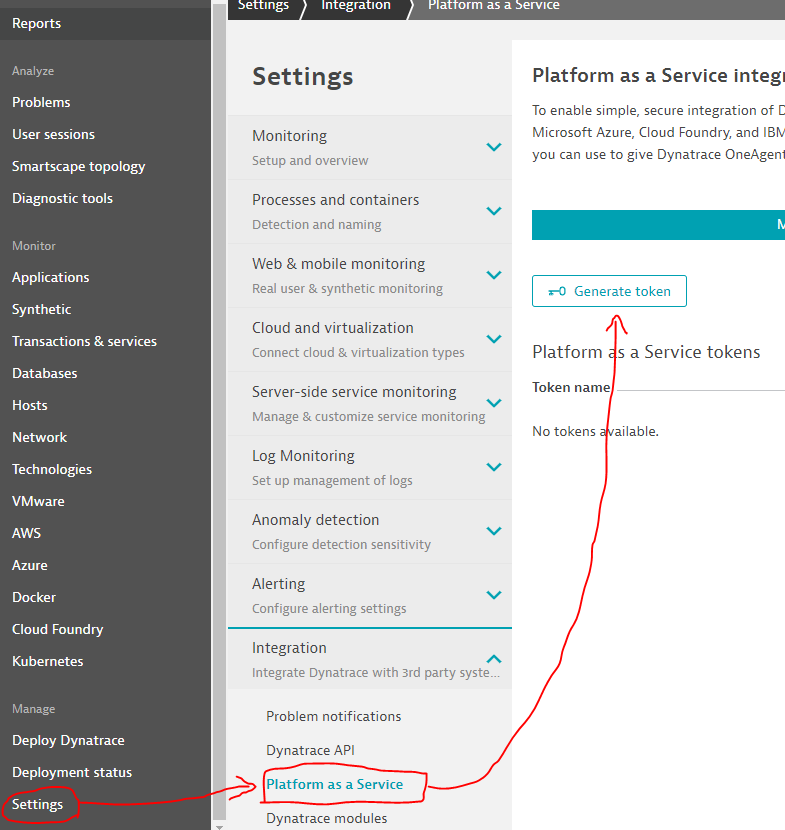 Reports
Analyze
Problems
User sessions
Smartscape topology
Diagnostic tools
Monitor
Applications
Synthetic
Transactions & services
Databases
Hosts
Network
Technologies
VMware
AWS
Azure
Docker
Cloud Foundry
Kubernetes
Manage
Deploy Dynatrace
Deployment status
Settings
Settings Integration Platform as a Service
Settings
Monitoring
Setup and overview
Processes and containers
Detection and naming
Web & mobile monitoring
Real user & synthetic monitoring
Cloud and virtualization
Connect cloud & virtualization types
Server-side service monitoring
Manage & customize service monitoring
Log Monitoring
Set up management of logs
Anomaly detection
Configure detection sensitivity
Alerting
Configure alerting settings
Integration
Integrate Dynatrace with 3rd party syste...
Problem notifications
Dynatrace API
Platform as a Service
Dynatrace modules
Platform as a Service integr
To enable simple, secure integration of D
Microsoft Azure, Cloud Foundry, and IBM
you can use to give Dynatrace OneAgent
M
Generate token
Platform as a Service tokens
Token name
No tokens available.